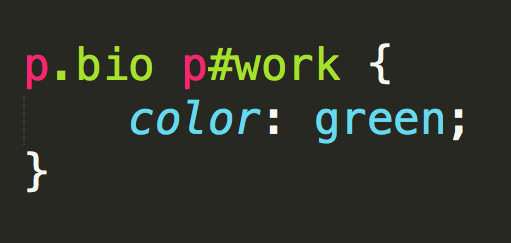 p.bio p#work {
color: green;
}